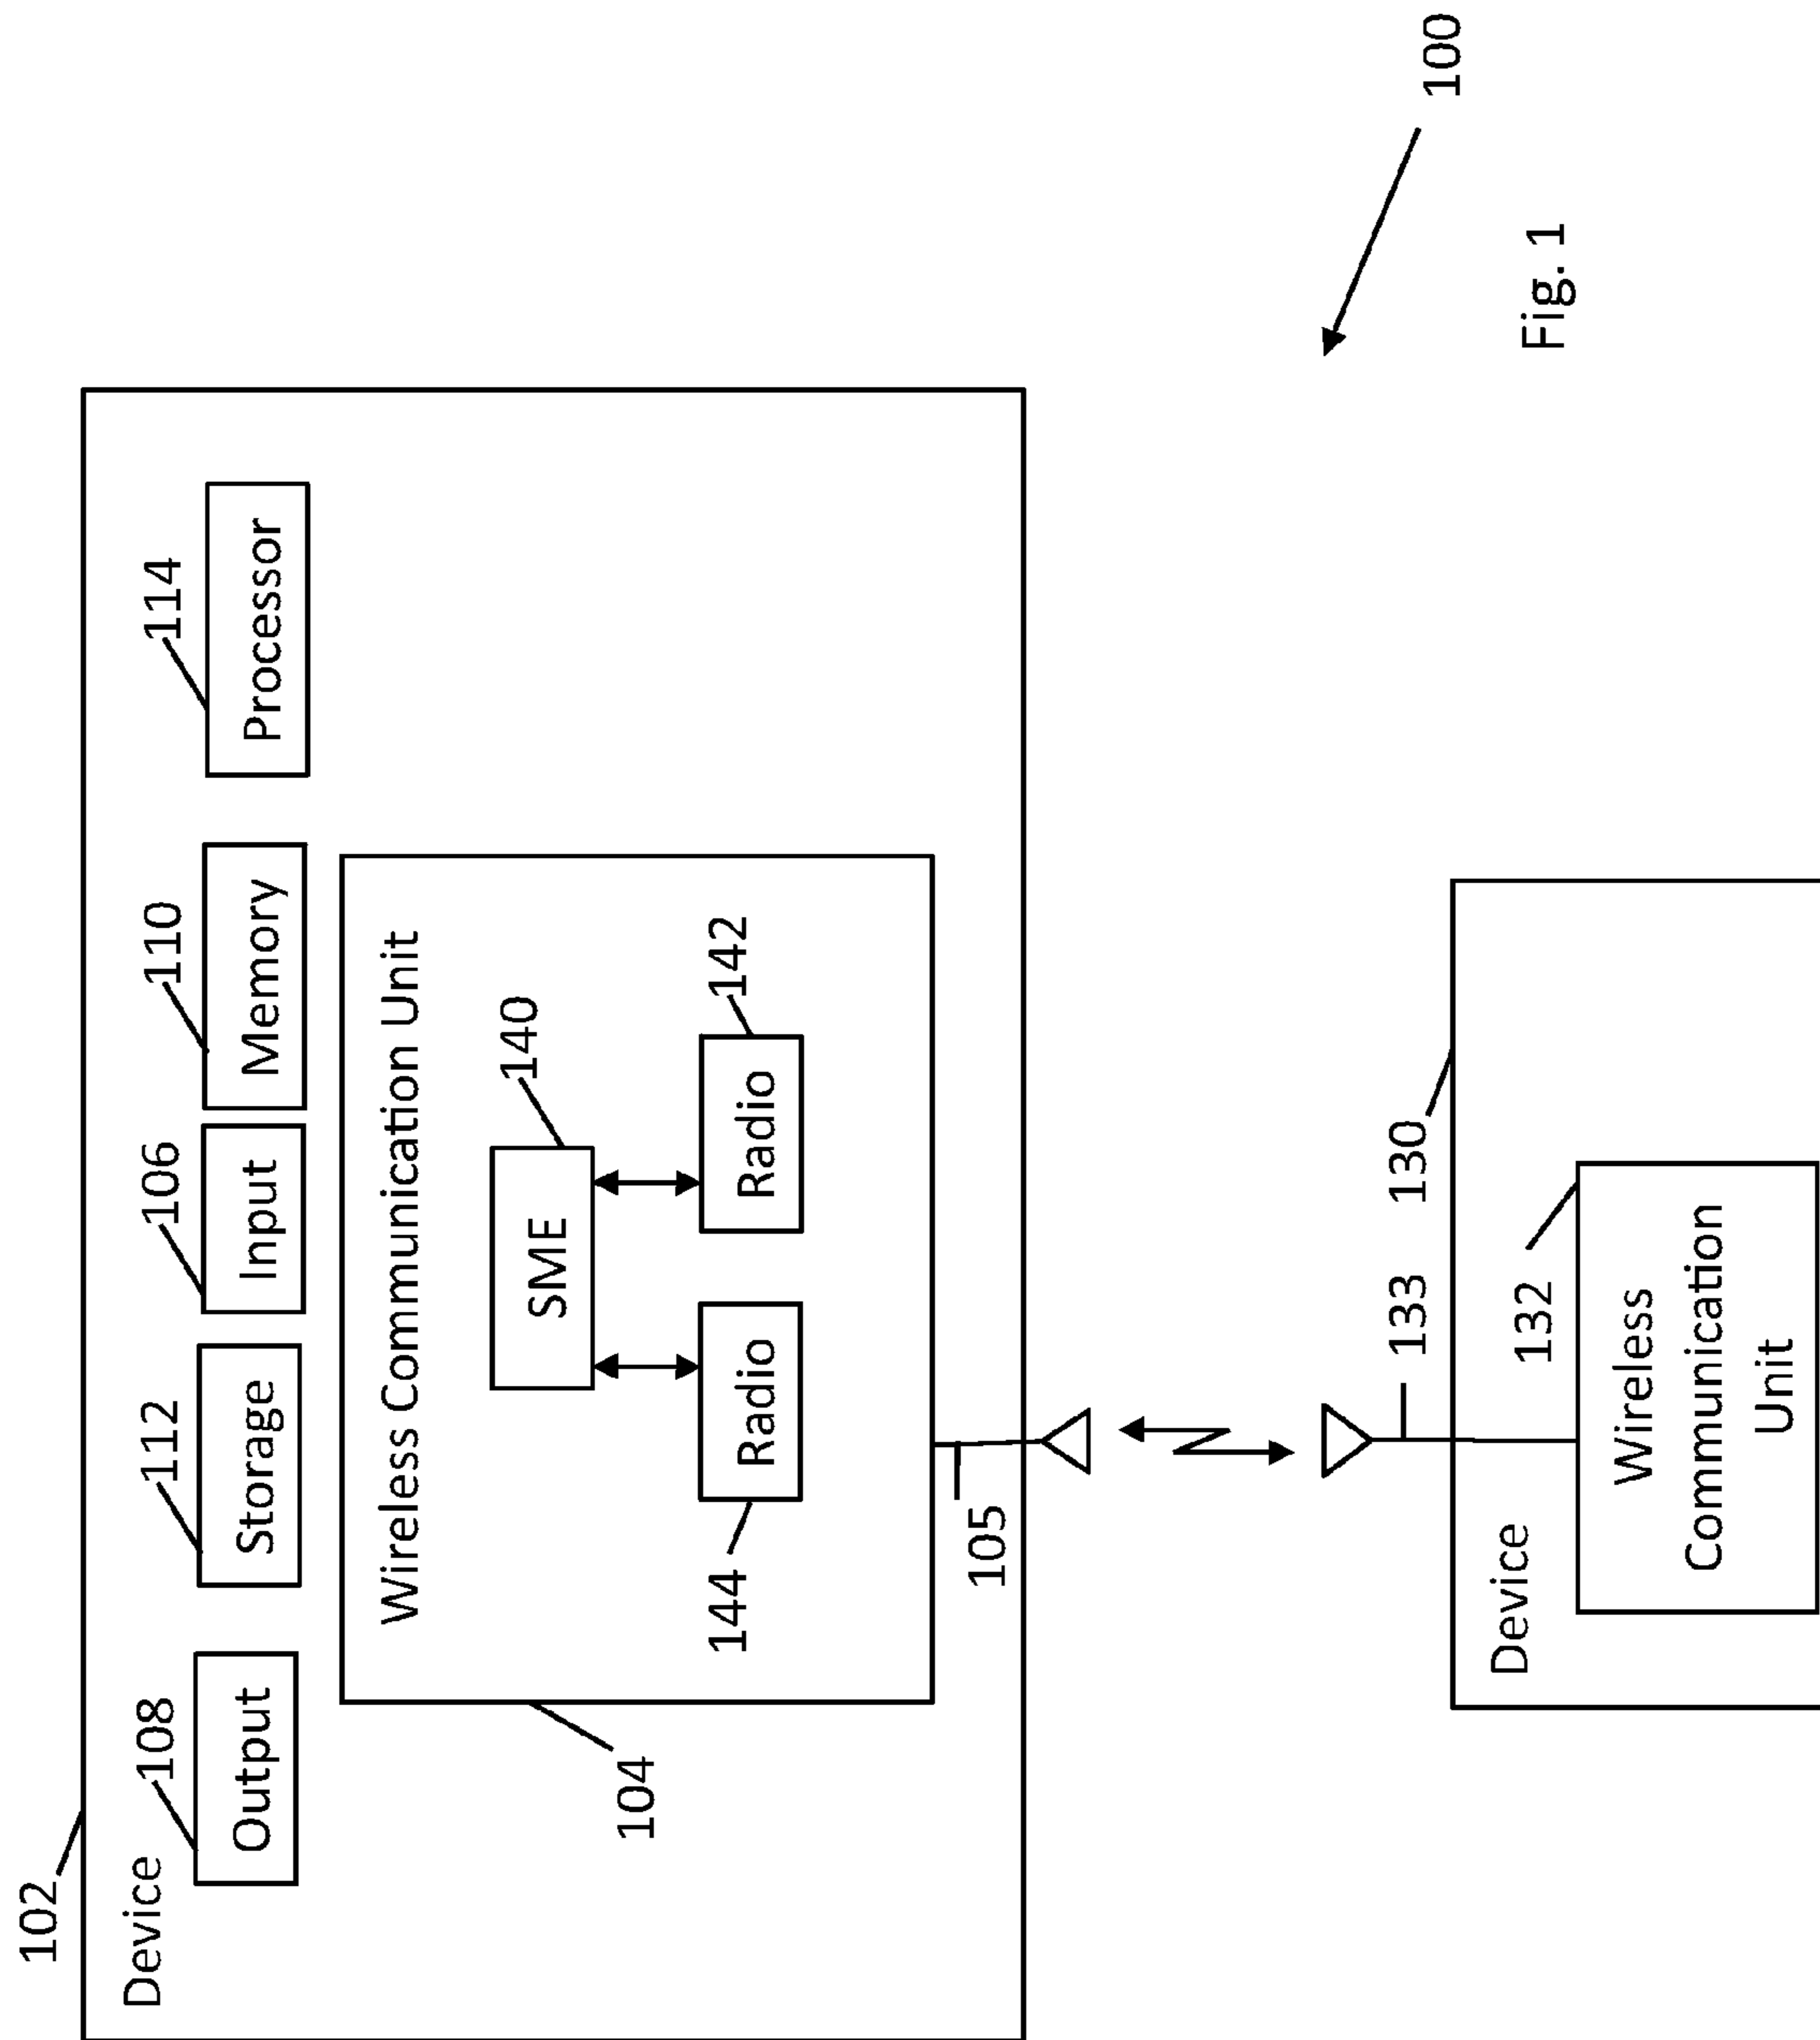 102
Device
108
Output
112
Storage
106
Input
110
Memory
114
Processor
Wireless Communication Unit
104
140
SME
144
Radio
142
Radio
105
100
133
130
Device
132
Wireless
Communication
Unit
Fig. 1